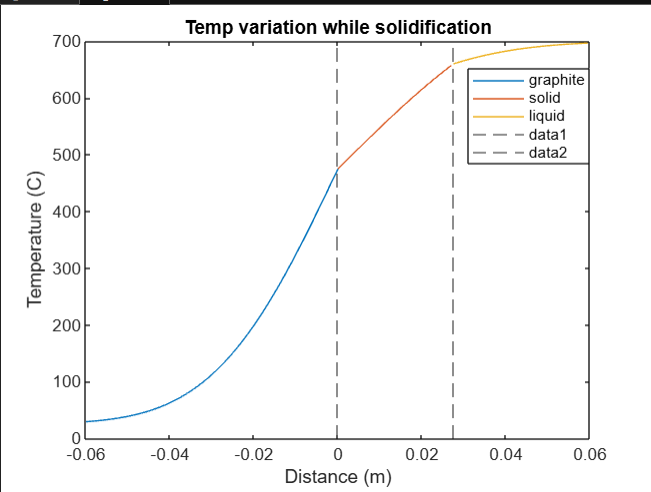 Temp variation while solidification
700
600
500
400
300
200
100
0
Temperature (C)
graphite
solid
liquid
data1
data2
-0.06 -0.04 -0.02 0 0.02 0.04 0.06
Distance (m)